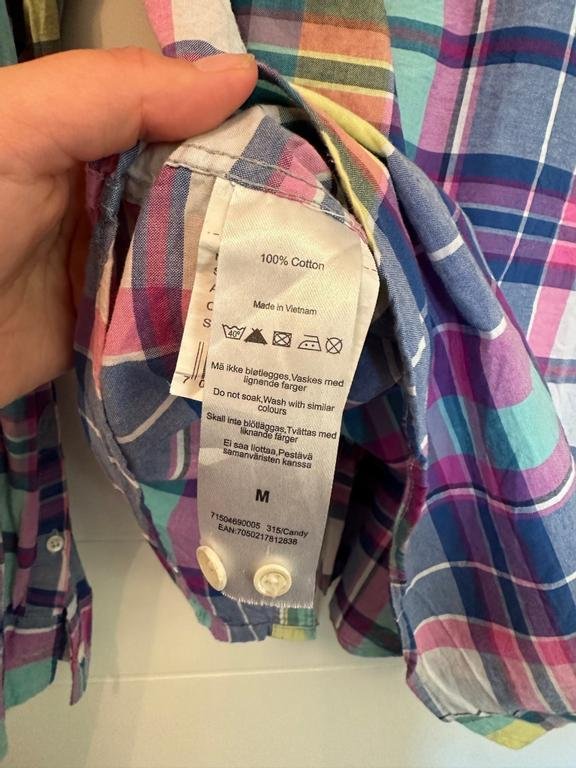 100% Cotton
Made in Vietnam
40°
Må ikke bløtlegges,Vaskes med
lignende farger
Do not soak,Wash with similar
colours
Skall inte blötläggas,Tvättas med
liknande färger
Ei saa liottaa,Pestävä
samanväristen kanssa
M
71504690005 315/Candy
EAN:7050217812838